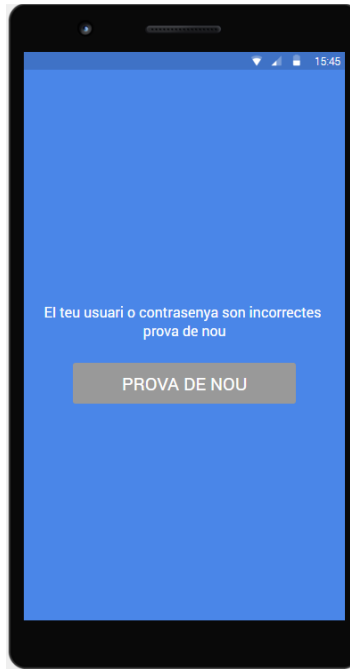 15:45
El teu usuari o contrasenya son incorrectes
prova de nou
PROVA DE NOU